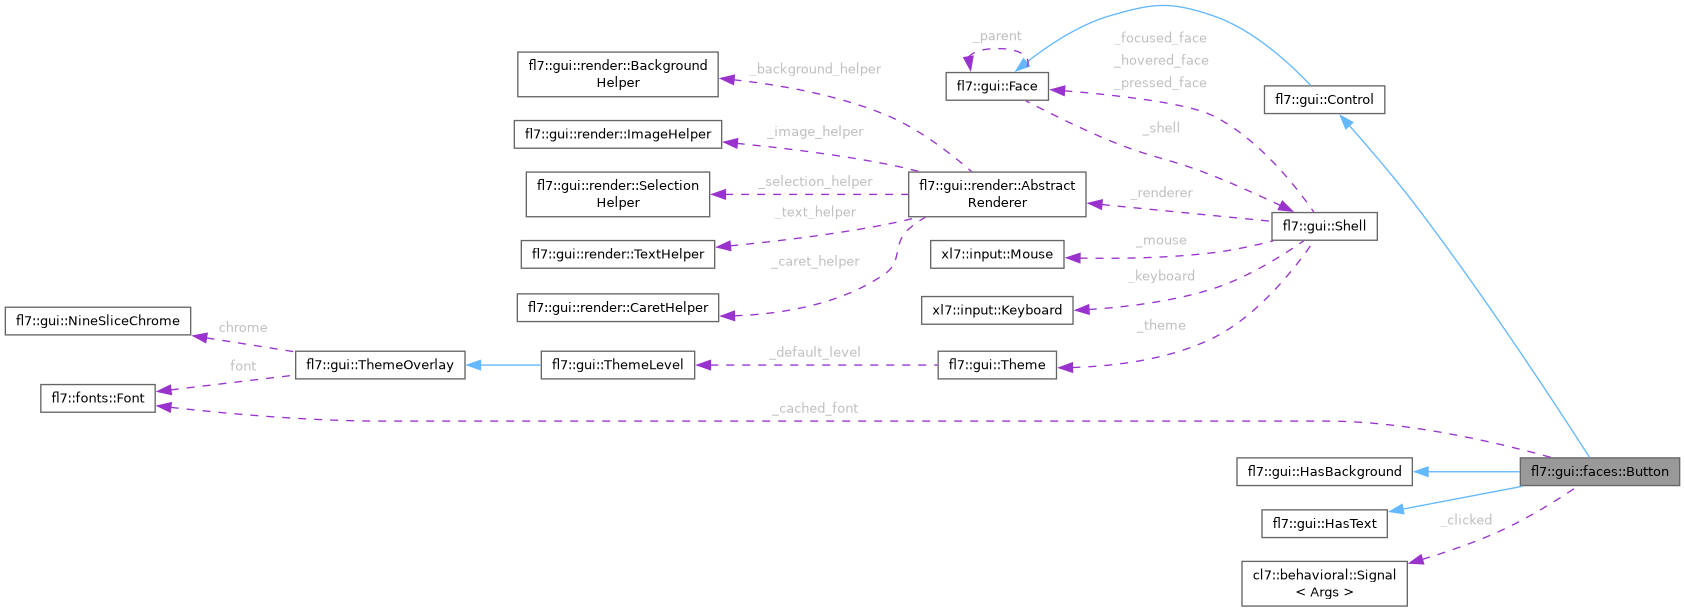 _parent
_focused_face
_hovered_face
_pressed_face
fl7::gui::render::Background
Helper
_background_helper
fl7::gui::Face
fl7::gui::Control
fl7::gui::render::ImageHelper
_image_helper
_shell
fl7::gui::render::Selection
Helper
_selection_helper
fl7::gui::render::Abstract
Renderer
_renderer
_text_helper
fl7::gui::Shell
fl7::gui::render::TextHelper
_caret_helper
xl7::input::Mouse
_mouse
_keyboard
fl7::gui::render::CaretHelper
xl7::input::Keyboard
fl7::gui::NineSliceChrome
chrome
_theme
font
fl7::gui::ThemeOverlay
fl7::gui::ThemeLevel
_default_level
fl7::gui::Theme
fl7::fonts::Font
_cached_font
fl7::gui::HasBackground
fl7::gui::faces::Button
fl7::gui::HasText
_clicked
cl7::behavioral::Signal
< Args >